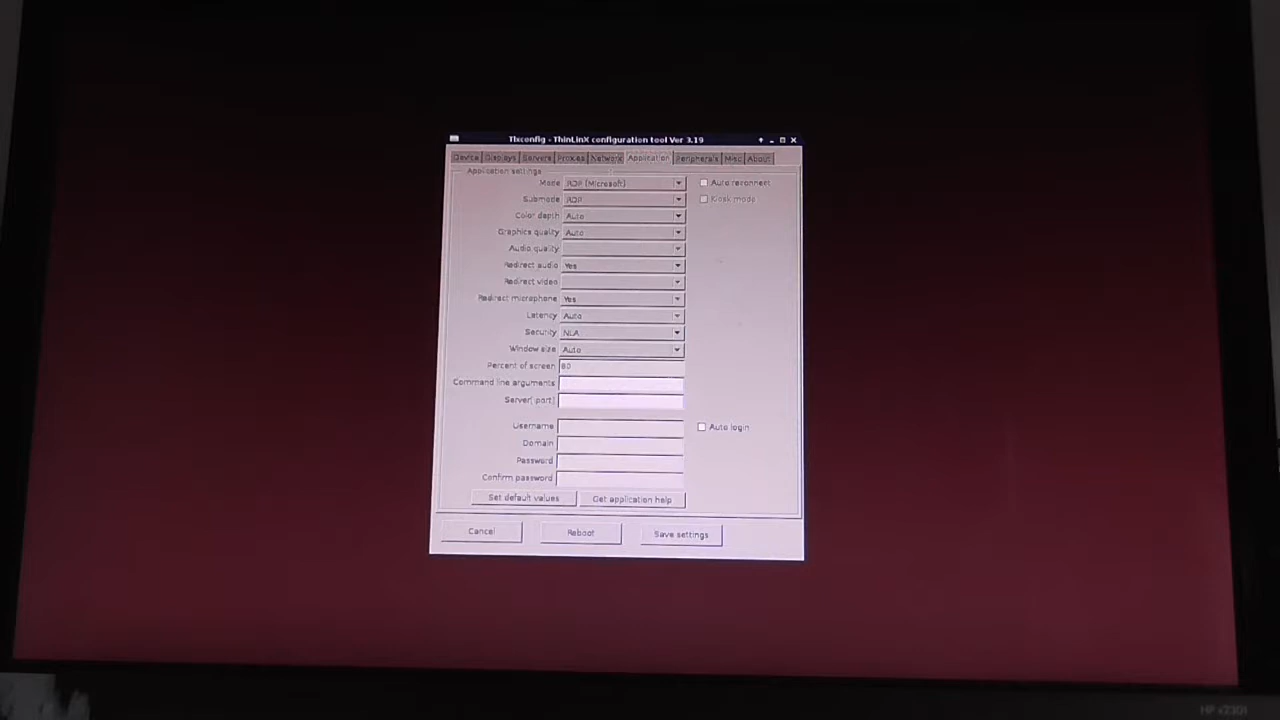 Tlxconfig - ThinLinX configuration tool Ver 3.19
Device Displays Servers Proxies Network Application Peripherals Misc About
Application settings
Mode RDP (Microsoft) Auto reconnect
Submode RDP Kiosk mode
Color depth Auto
Graphics quality Auto
Audio quality
Redirect audio Yes
Redirect video
Redirect microphone Yes
Latency Auto
Security NLA
Window size Auto
Percent of screen 80
Command line arguments
Server[:port]
Username Auto login
Domain
Password
Confirm password
Set default values Get application help
Cancel Reboot Save settings
HP v2301